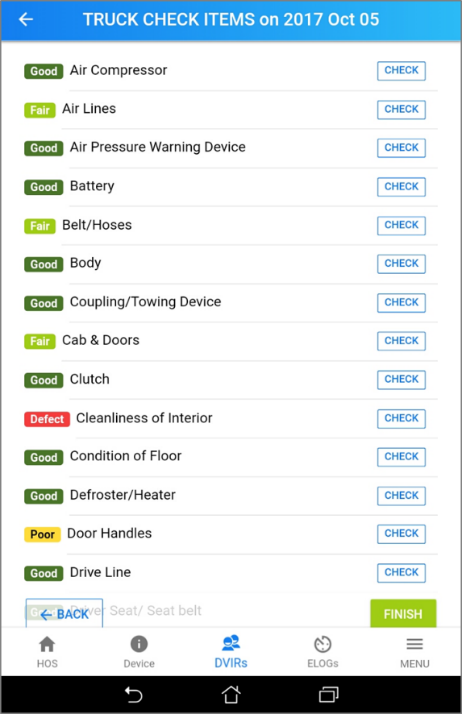 TRUCK CHECK ITEMS on 2017 Oct 05
Good Air Compressor CHECK
Fair Air Lines CHECK
Good Air Pressure Warning Device CHECK
Good Battery CHECK
Fair Belt/Hoses CHECK
Good Body CHECK
Good Coupling/Towing Device CHECK
Fair Cab & Doors CHECK
Good Clutch CHECK
Defect Cleanliness of Interior CHECK
Good Condition of Floor CHECK
Good Defroster/Heater CHECK
Poor Door Handles CHECK
Good Drive Line CHECK
Good Driver Seat/ Seat belt
BACK FINISH
HOS Device DVIRs ELOGs MENU